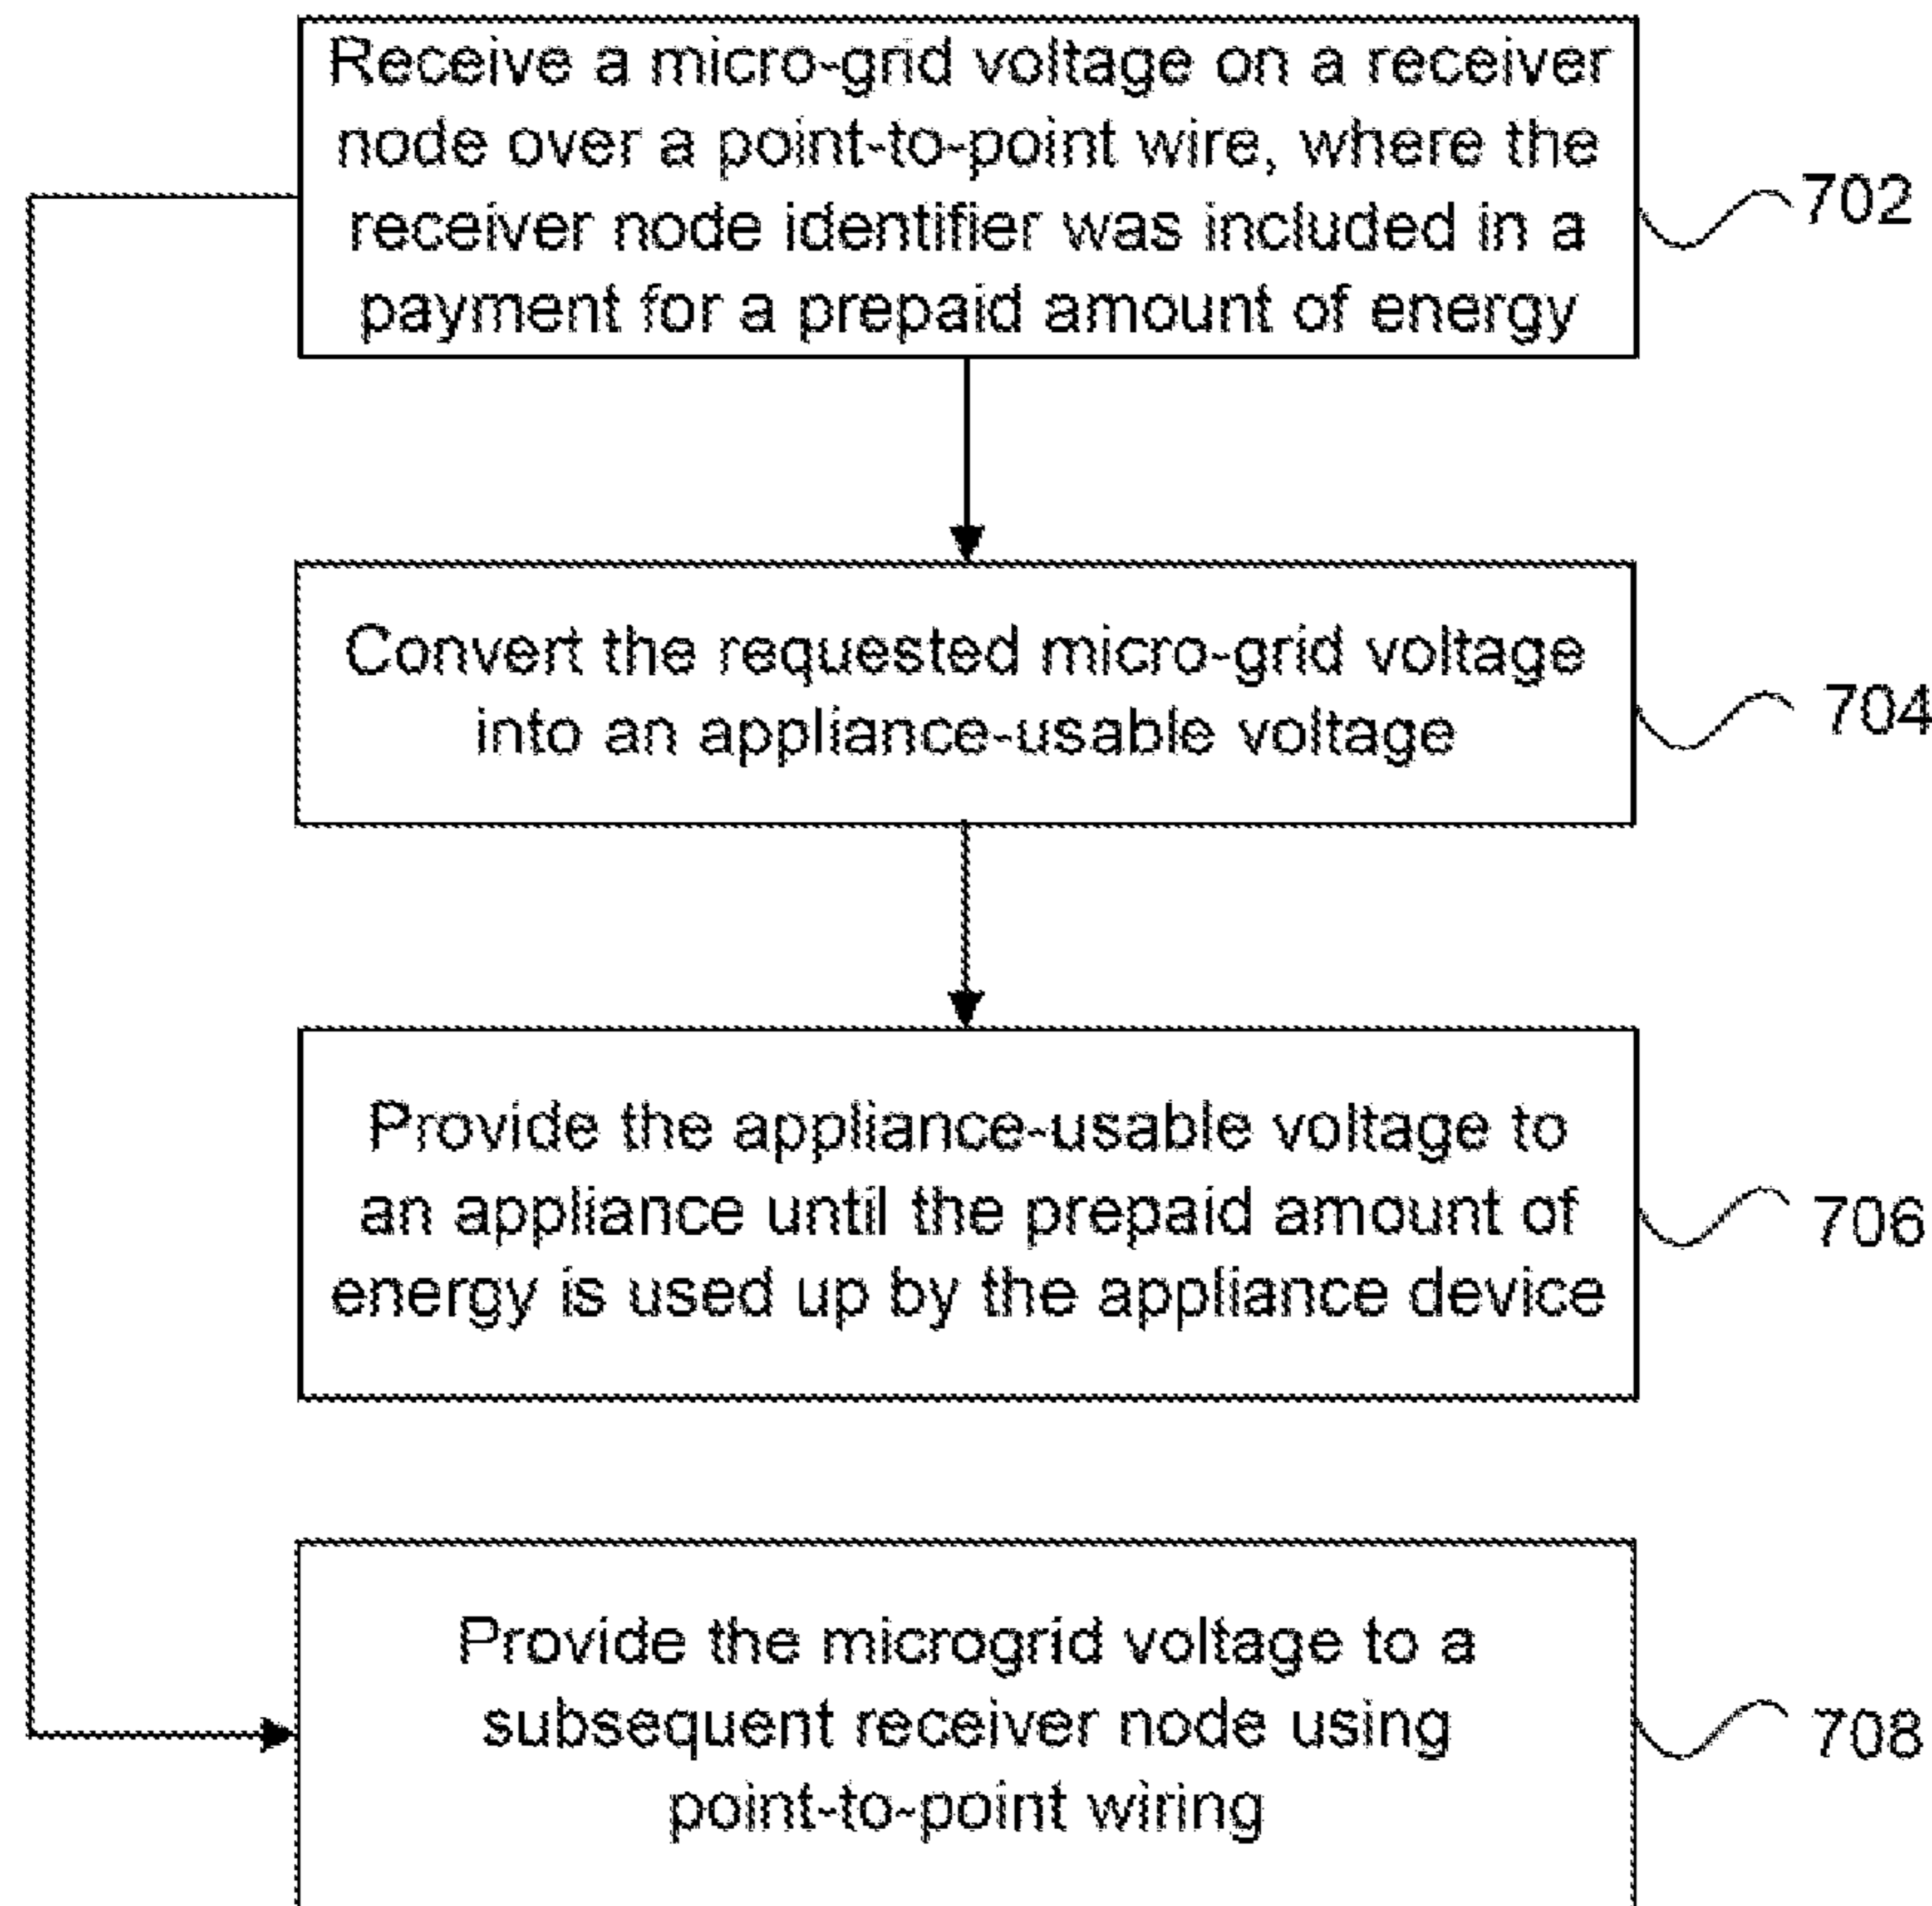 Receive a micro-grid voltage on a receiver
node over a point-to-point wire, where the
receiver node identifier was included in a
payment for a prepaid amount of energy
702
Convert the requested micro-grid voltage
into an appliance-usable voltage
704
Provide the appliance-usable voltage to
an appliance until the prepaid amount of
energy is used up by the appliance device
706
Provide the microgrid voltage to a
subsequent receiver node using
point-to-point wiring
708